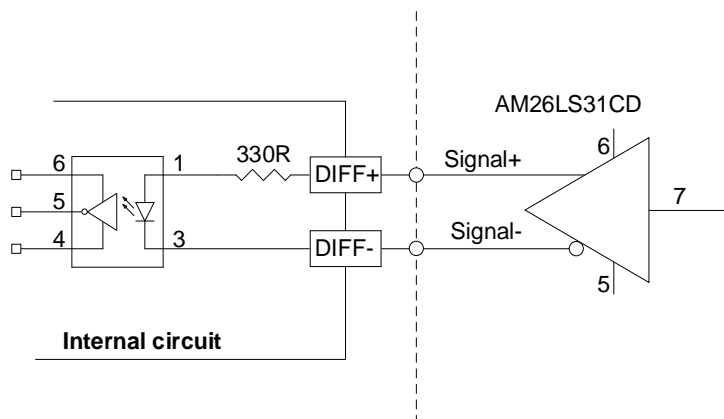 AM26LS31CD
6
6
1
330R
DIFF+
Signal+
5
7
4
3
DIFF-
Signal-
5
Internal circuit